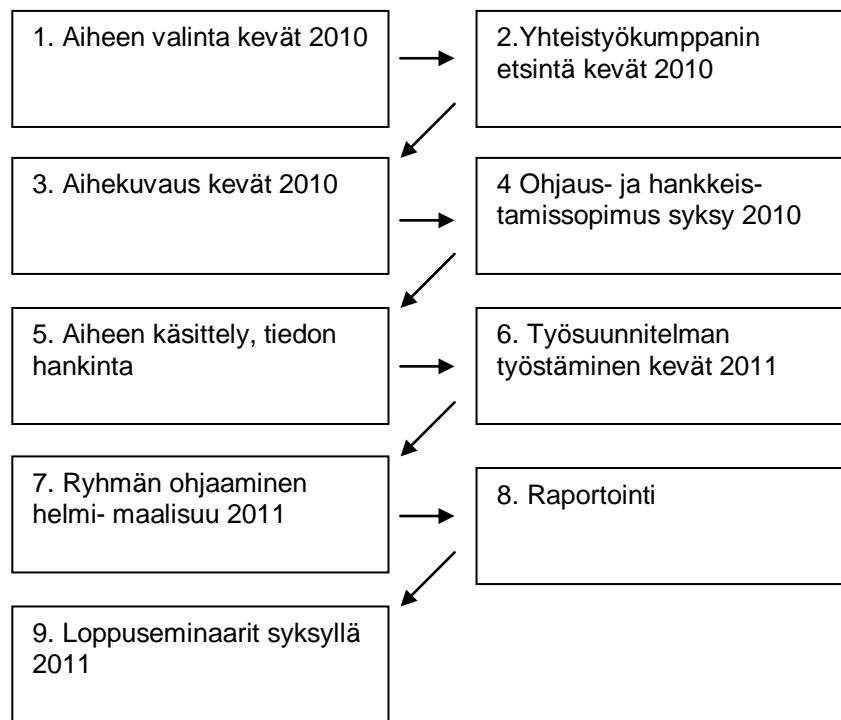 1. Aiheen valinta kevät 2010
2.Yhteistyökumppanin
etsintä kevät 2010
3. Aihekuvaus kevät 2010
4 Ohjaus- ja hankkeis-
tamissopimus syksy 2010
5. Aiheen käsittely, tiedon
hankinta
6. Työsuunnitelman
työstäminen kevät 2011
7. Ryhmän ohjaaminen
helmi- maalisuu 2011
8. Raportointi
9. Loppuseminaarit syksyllä
2011